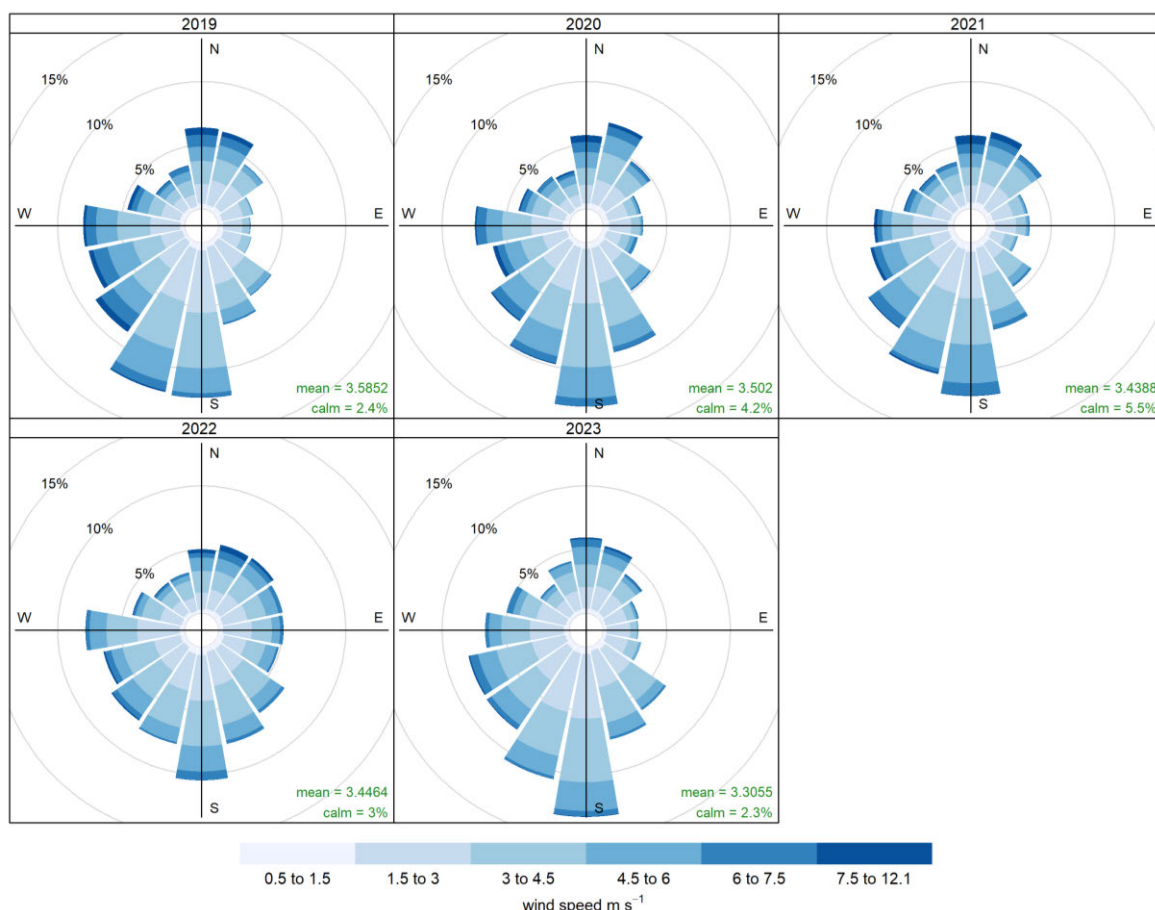 2019
2020
2021
N
15%
10%
5%
W
E
S
mean = 3.5852
calm = 2.4%
N
15%
10%
5%
W
E
S
mean = 3.502
calm = 4.2%
N
15%
10%
5%
W
E
S
mean = 3.4388
calm = 5.5%
2022
2023
N
15%
10%
5%
W
E
S
mean = 3.4464
calm = 3%
N
15%
10%
5%
W
E
S
mean = 3.3055
calm = 2.3%
0.5 to 1.5 1.5 to 3 3 to 4.5 4.5 to 6 6 to 7.5 7.5 to 12.1
wind speed m s⁻¹